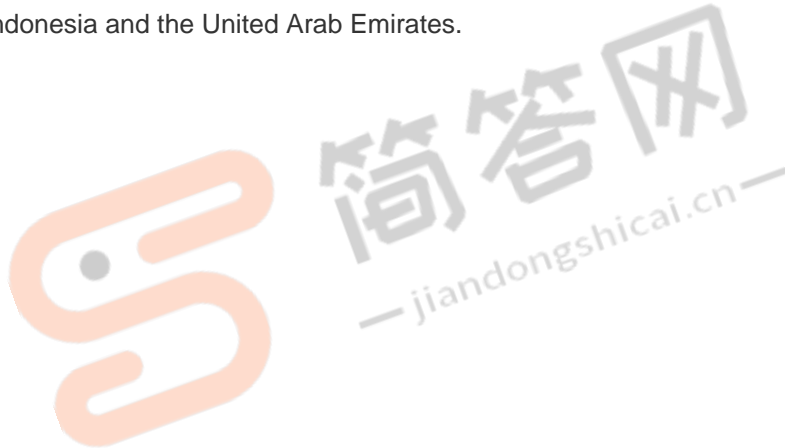 ndonesia and the United Arab Emirates.
简答网
jiandongshicai.cn